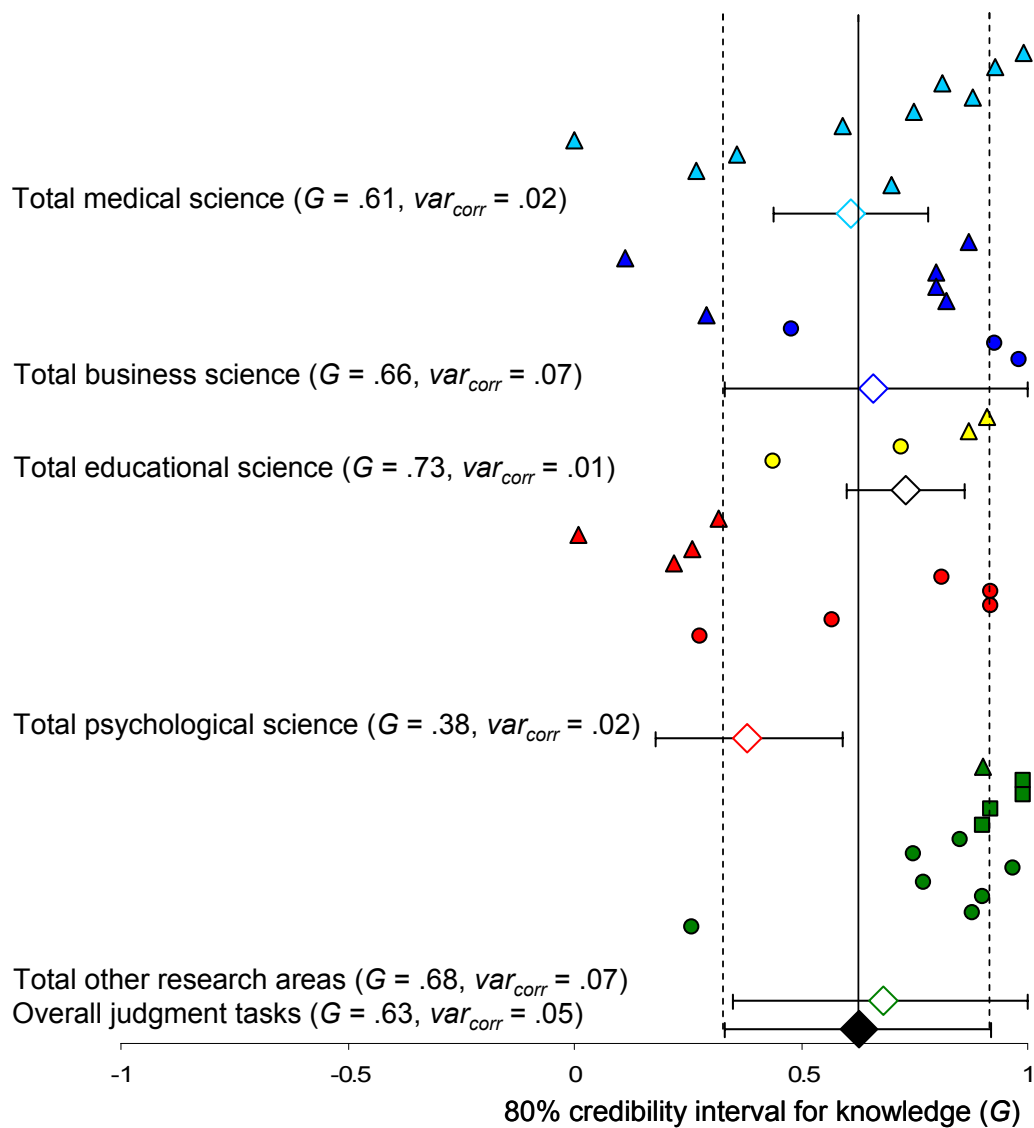 Total medical science (G = .61, var_corr = .02)
Total business science (G = .66, var_corr = .07)
Total educational science (G = .73, var_corr = .01)
Total psychological science (G = .38, var_corr = .02)
Total other research areas (G = .68, var_corr = .07)
Overall judgment tasks (G = .63, var_corr = .05)
-1 -0.5 0 0.5 1
80% credibility interval for knowledge (G)